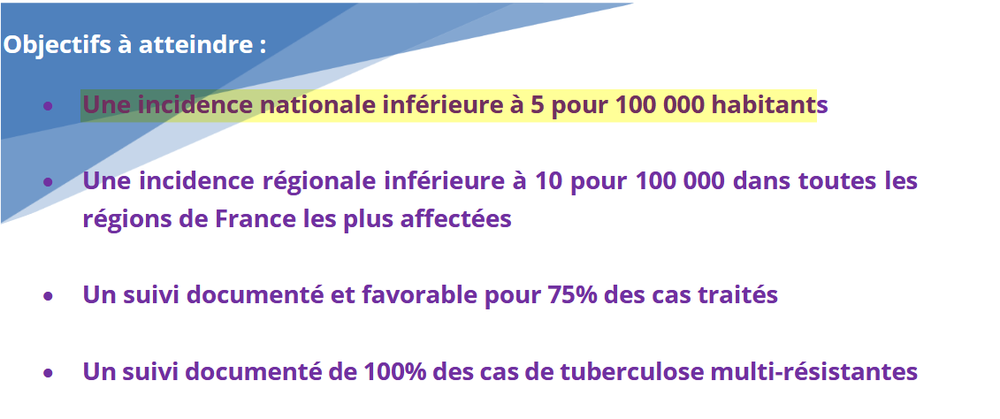 Objectifs à atteindre :
• Une incidence nationale inférieure à 5 pour 100 000 habitants
• Une incidence régionale inférieure à 10 pour 100 000 dans toutes les
régions de France les plus affectées
• Un suivi documenté et favorable pour 75% des cas traités
• Un suivi documenté de 100% des cas de tuberculose multi-résistantes